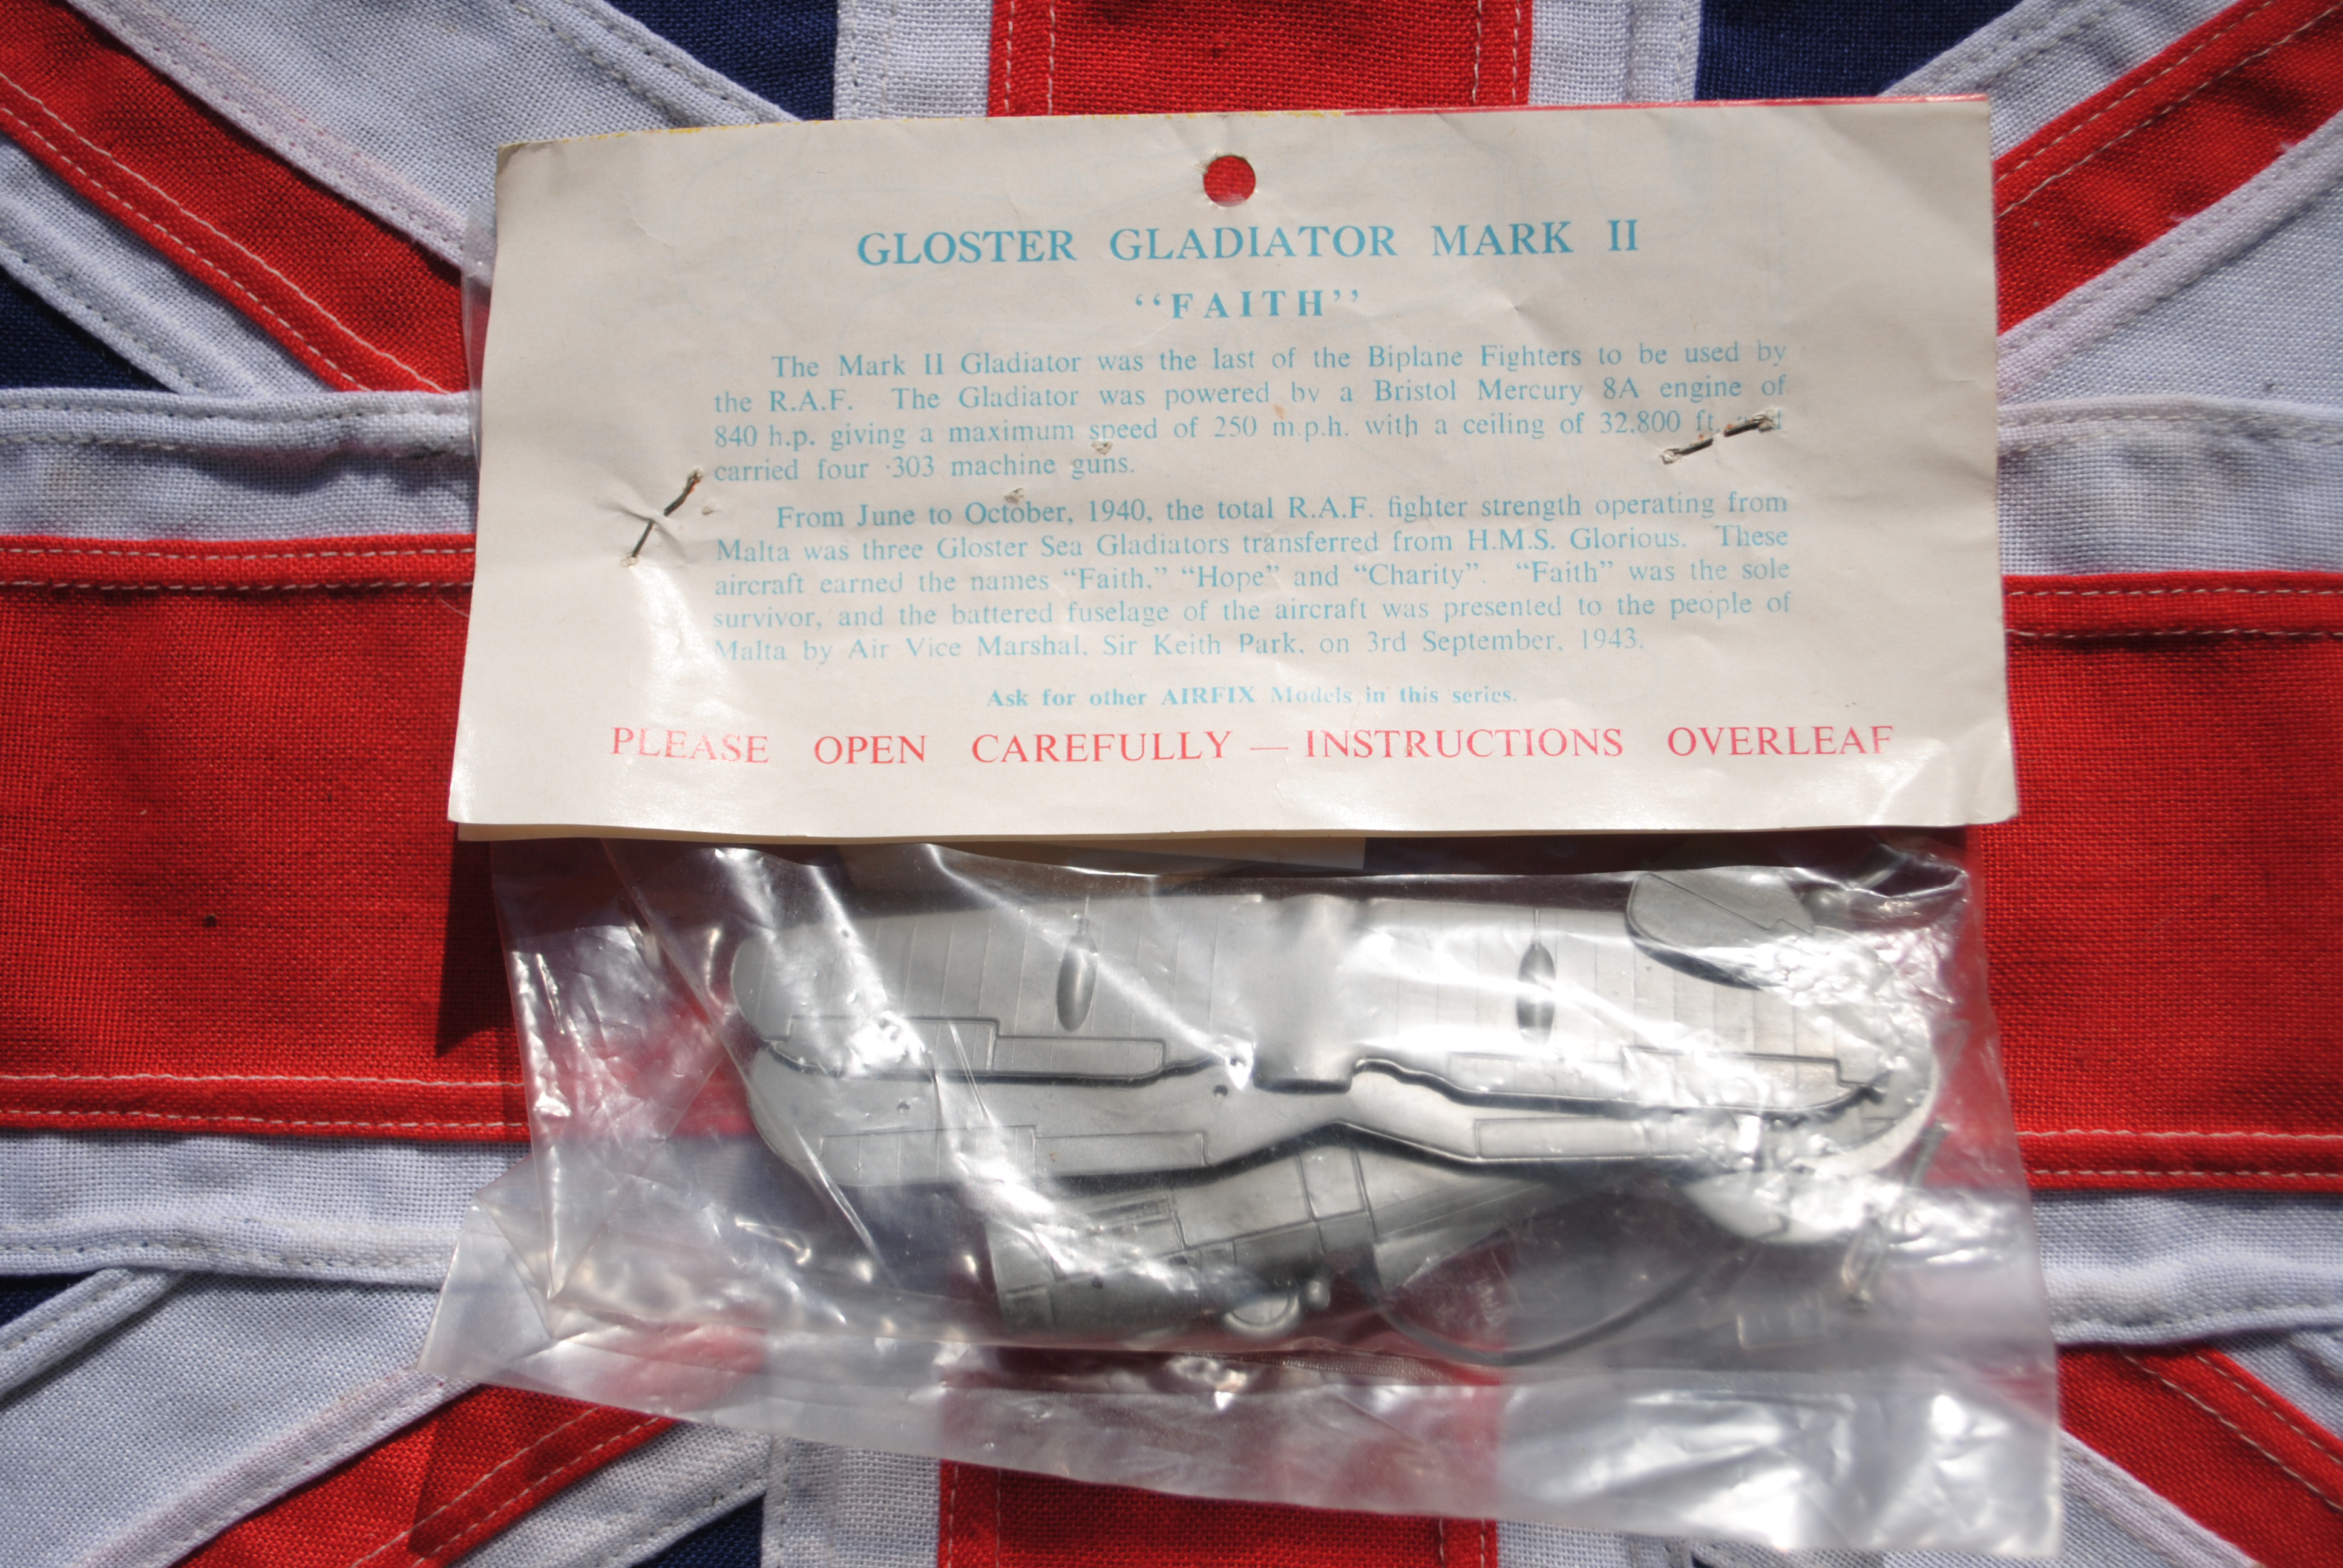 GLOSTER GLADIATOR MARK II
“FAITH”
The Mark II Gladiator was the last of the Biplane Fighters to be used by
the R.A.F. The Gladiator was powered by a Bristol Mercury 8A engine of
840 h.p. giving a maximum speed of 250 m.p.h. with a ceiling of 32,800 ft. and
carried four ·303 machine guns.
From June to October, 1940, the total R.A.F. fighter strength operating from
Malta was three Gloster Sea Gladiators transferred from H.M.S. Glorious. These
aircraft earned the names “Faith,” “Hope” and “Charity”. “Faith” was the sole
survivor, and the battered fuselage of the aircraft was presented to the people of
Malta by Air Vice Marshal, Sir Keith Park, on 3rd September, 1943.
Ask for other AIRFIX Models in this series.
PLEASE OPEN CAREFULLY — INSTRUCTIONS OVERLEAF